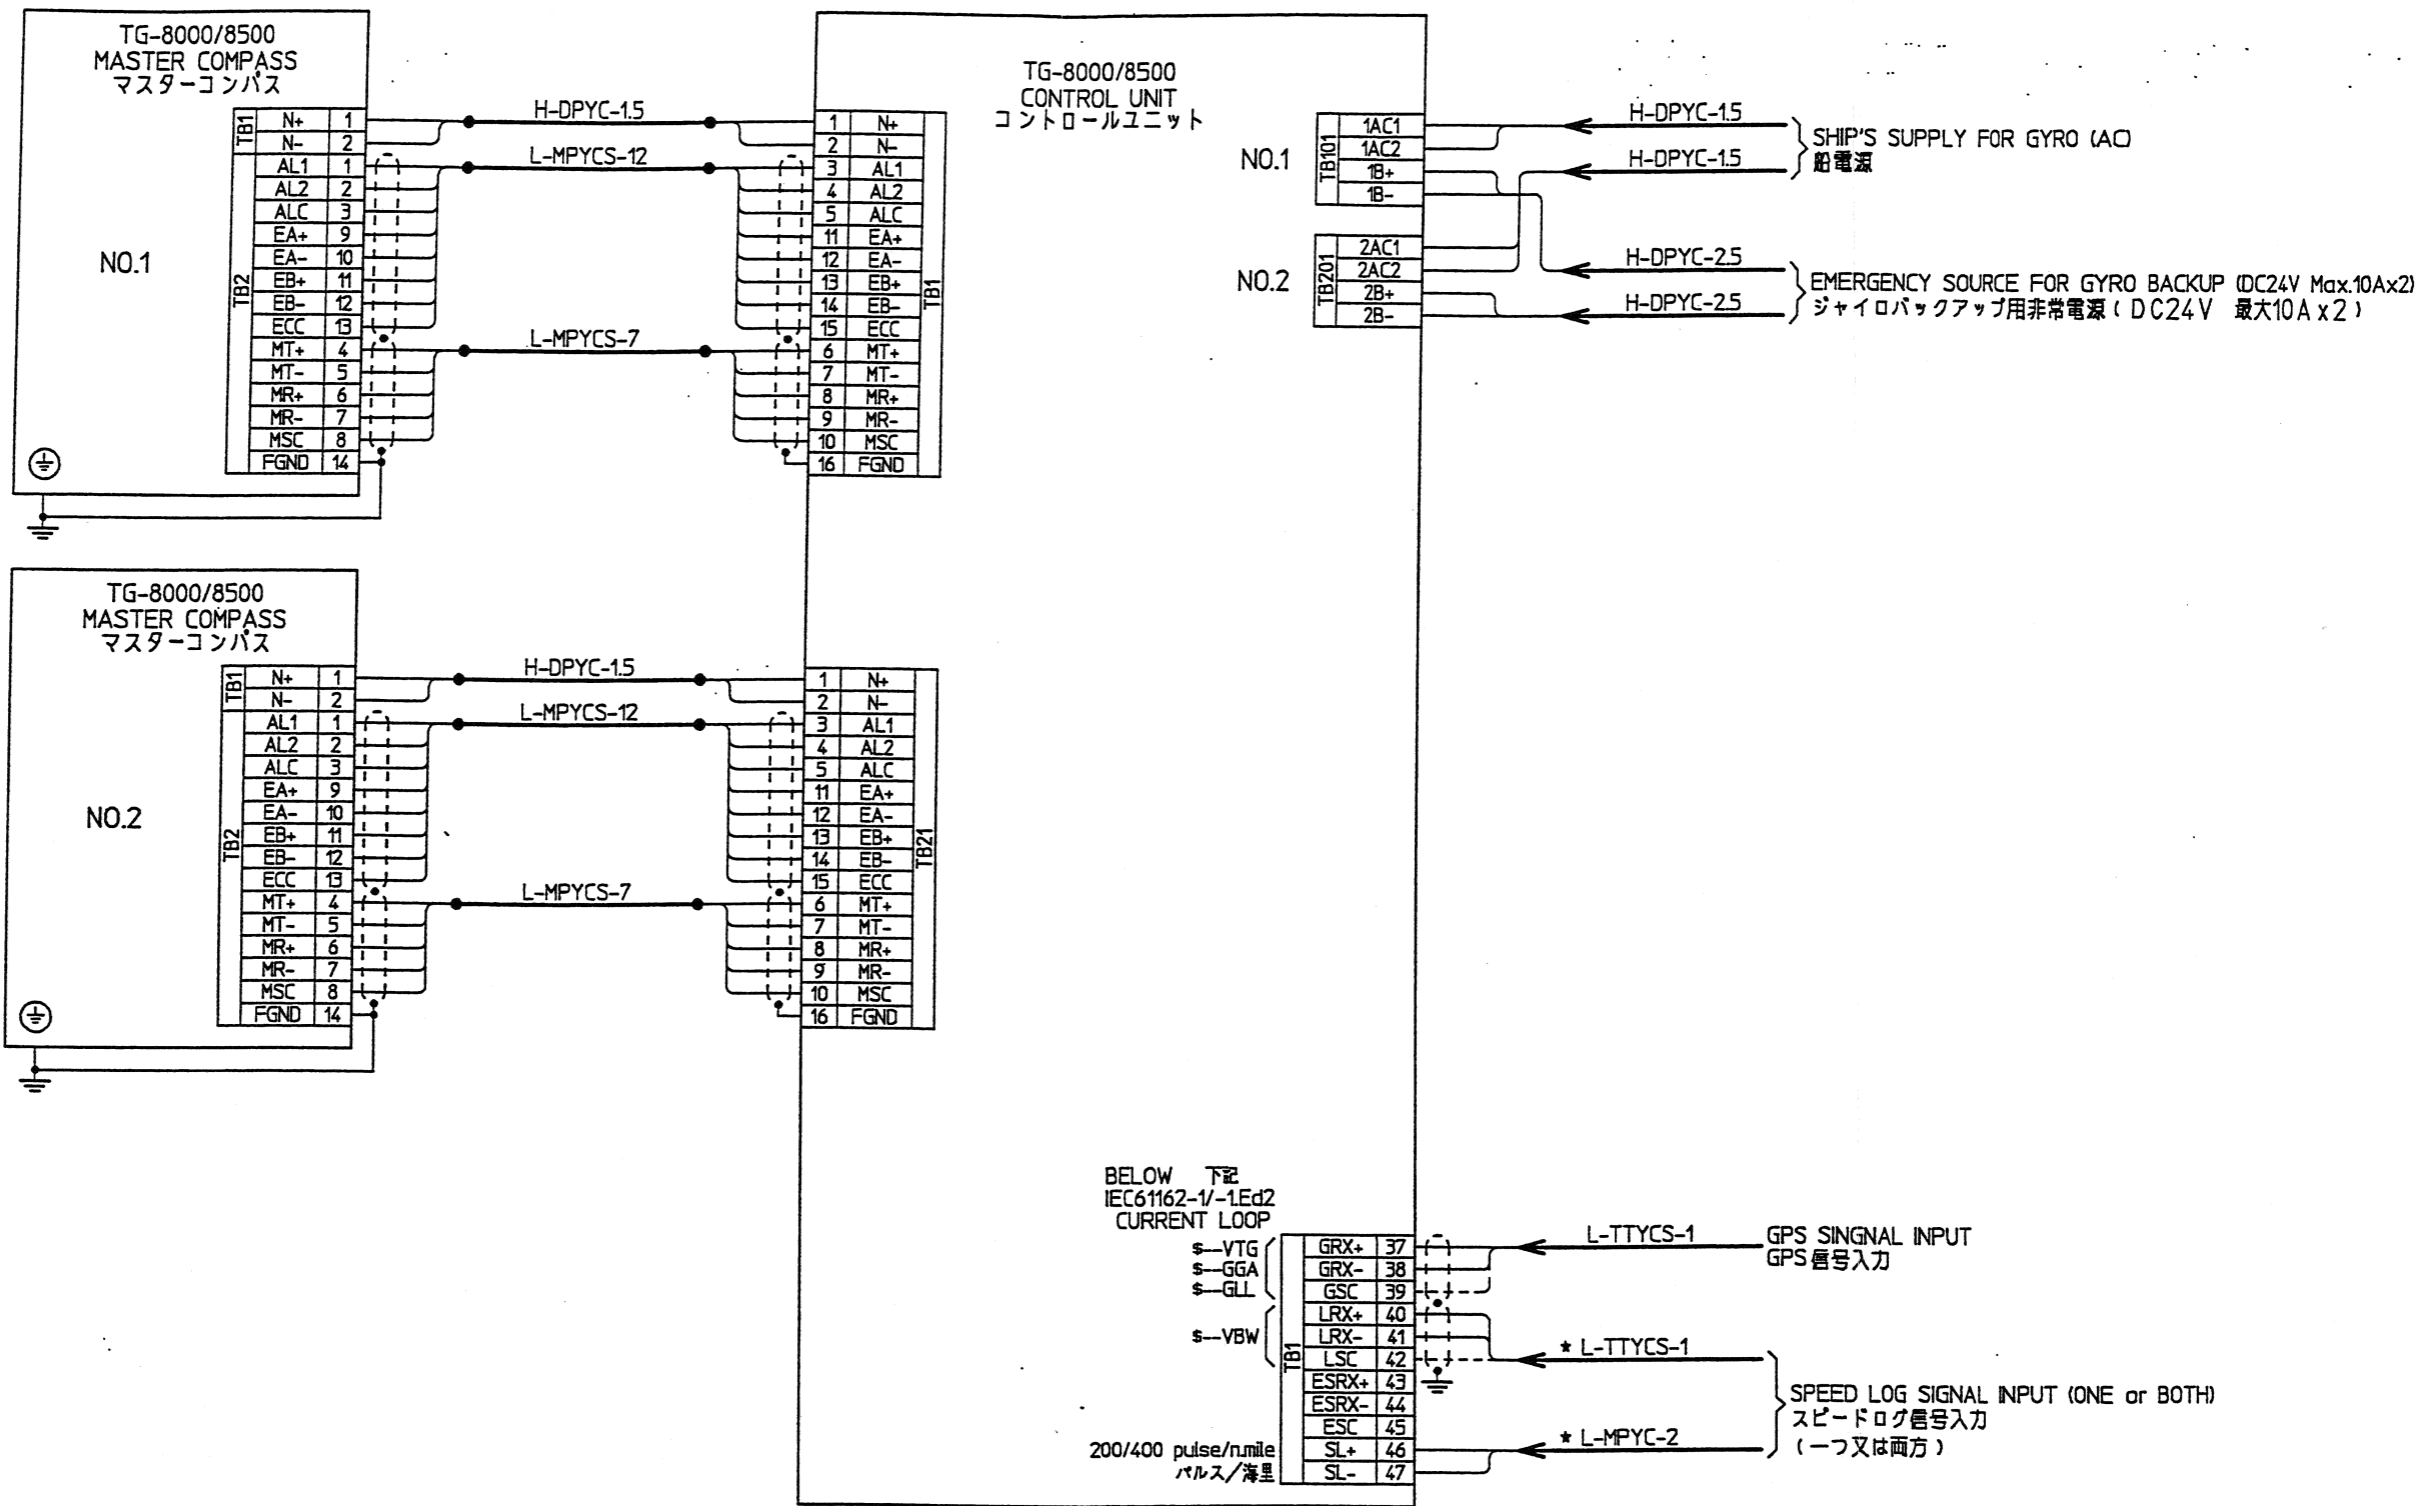 TG-8000/8500
MASTER COMPASS
マスターコンパス
NO.1
TB1
N+ 1
N- 2
TB2
AL1 1
AL2 2
ALC 3
EA+ 9
EA- 10
EB+ 11
EB- 12
ECC 13
MT+ 4
MT- 5
MR+ 6
MR- 7
MSC 8
FGND 14
H-DPYC-1.5
L-MPYCS-12
L-MPYCS-7
TG-8000/8500
CONTROL UNIT
コントロールユニット
1 N+
2 N-
3 AL1
4 AL2
5 ALC
11 EA+
12 EA-
13 EB+
14 EB-
15 ECC
6 MT+
7 MT-
8 MR+
9 MR-
10 MSC
16 FGND
TB1
NO.1
TB101
1AC1
1AC2
1B+
1B-
NO.2
TB201
2AC1
2AC2
2B+
2B-
H-DPYC-1.5
H-DPYC-1.5
SHIP'S SUPPLY FOR GYRO (AC)
船電源
H-DPYC-2.5
H-DPYC-2.5
EMERGENCY SOURCE FOR GYRO BACKUP (DC24V Max.10Ax2)
ジャイロバックアップ用非常電源(DC24V 最大10Ax2)
TG-8000/8500
MASTER COMPASS
マスターコンパス
NO.2
TB1
N+ 1
N- 2
TB2
AL1 1
AL2 2
ALC 3
EA+ 9
EA- 10
EB+ 11
EB- 12
ECC 13
MT+ 4
MT- 5
MR+ 6
MR- 7
MSC 8
FGND 14
H-DPYC-1.5
L-MPYCS-12
L-MPYCS-7
1 N+
2 N-
3 AL1
4 AL2
5 ALC
11 EA+
12 EA-
13 EB+
14 EB-
15 ECC
6 MT+
7 MT-
8 MR+
9 MR-
10 MSC
16 FGND
TB21
BELOW 下記
IEC61162-1/-1.Ed2
CURRENT LOOP
$--VTG
$--GGA
$--GLL
$--VBW
200/400 pulse/n.mile
パルス/海里
TB1
GRX+ 37
GRX- 38
GSC 39
LRX+ 40
LRX- 41
LSC 42
ESRX+ 43
ESRX- 44
ESC 45
SL+ 46
SL- 47
L-TTYCS-1
GPS SINGNAL INPUT
GPS信号入力
* L-TTYCS-1
* L-MPYC-2
SPEED LOG SIGNAL INPUT (ONE or BOTH)
スピードログ信号入力
(一つ又は両方)